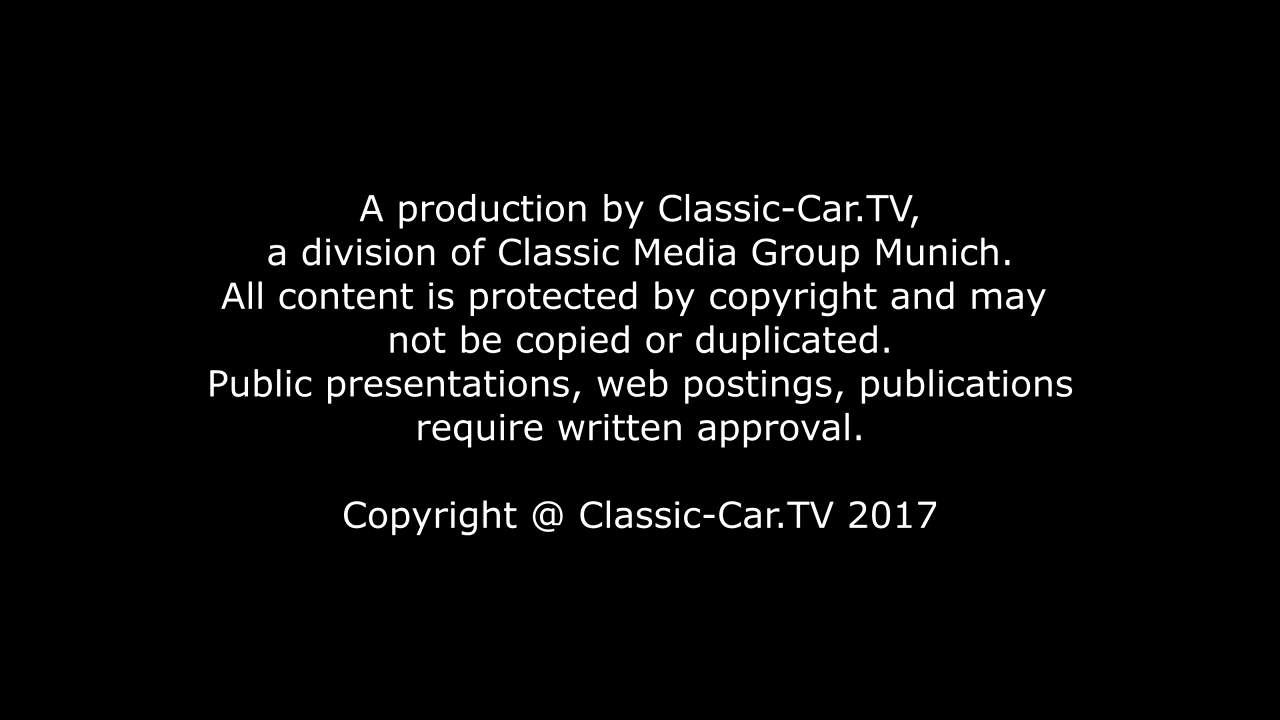 A production by Classic-Car.TV,
a division of Classic Media Group Munich.
All content is protected by copyright and may
not be copied or duplicated.
Public presentations, web postings, publications
require written approval.
Copyright @ Classic-Car.TV 2017